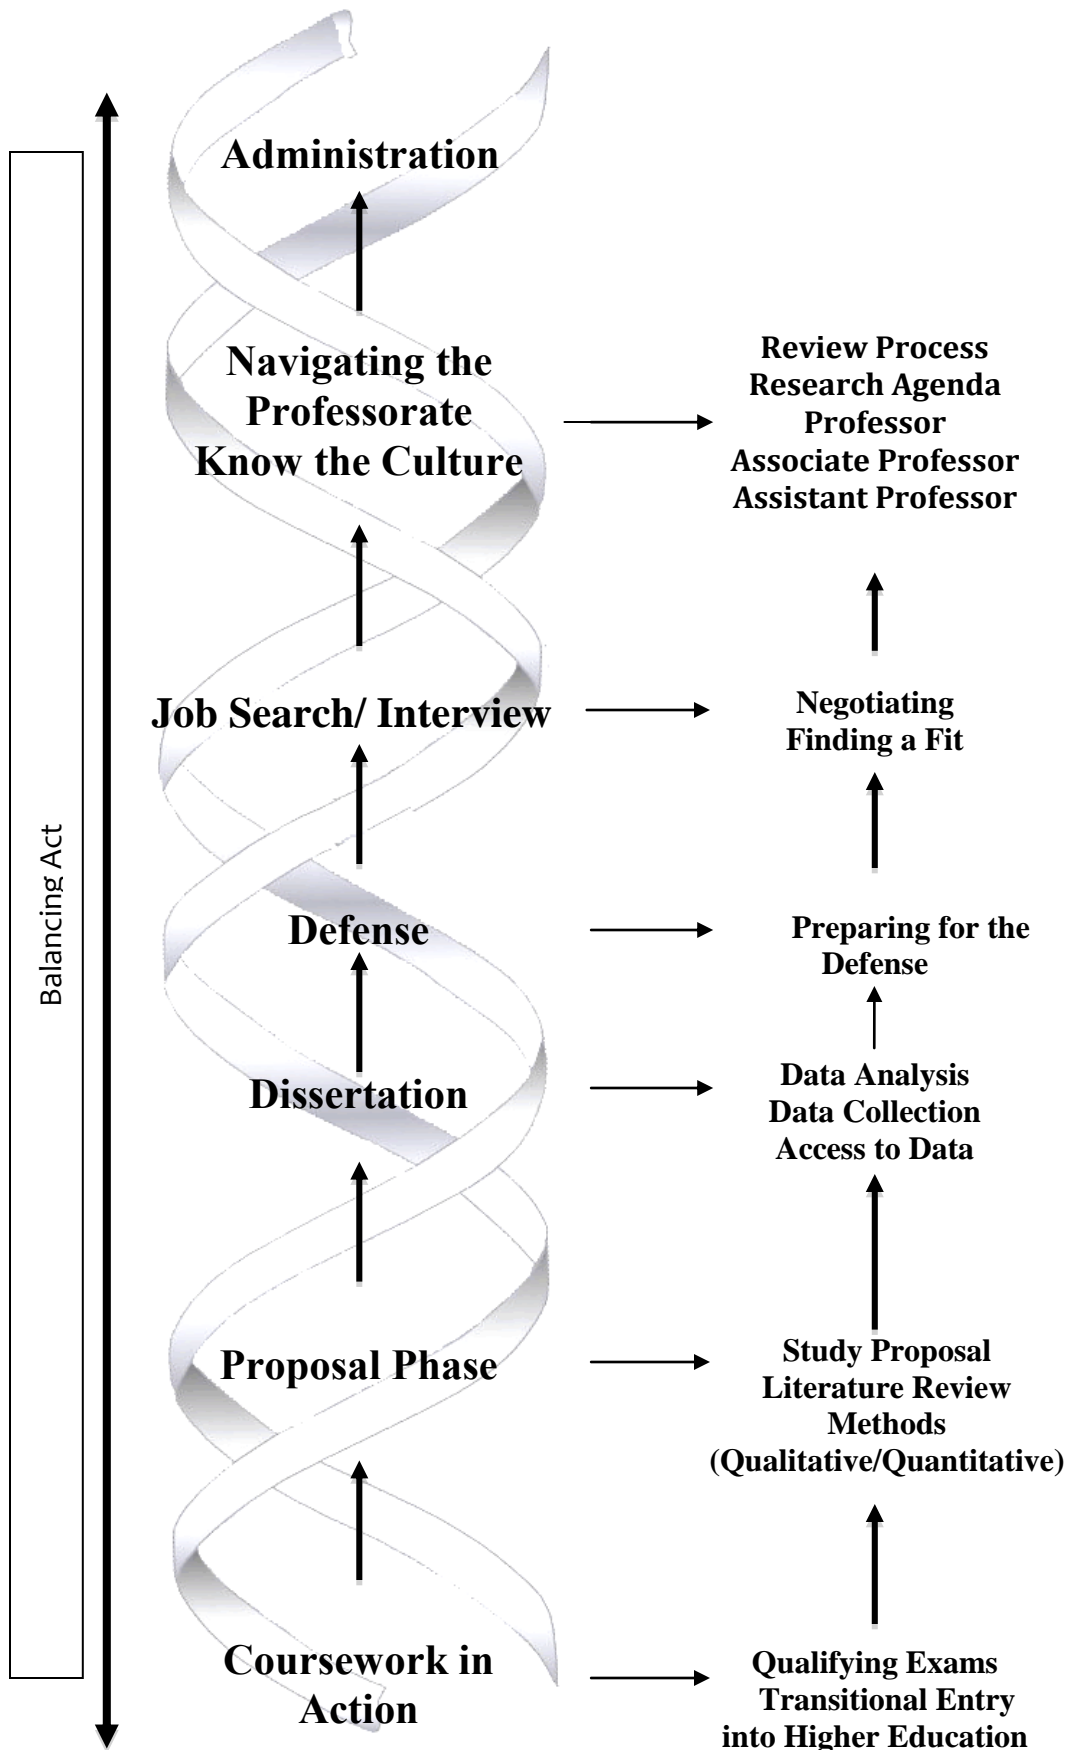 Administration
Navigating the
Professorate
Know the Culture
Review Process
Research Agenda
Professor
Associate Professor
Assistant Professor
Job Search/ Interview
Negotiating
Finding a Fit
Balancing Act
Defense
Preparing for the
Defense
Dissertation
Data Analysis
Data Collection
Access to Data
Proposal Phase
Study Proposal
Literature Review
Methods
(Qualitative/Quantitative)
Coursework in
Action
Qualifying Exams
Transitional Entry
into Higher Education